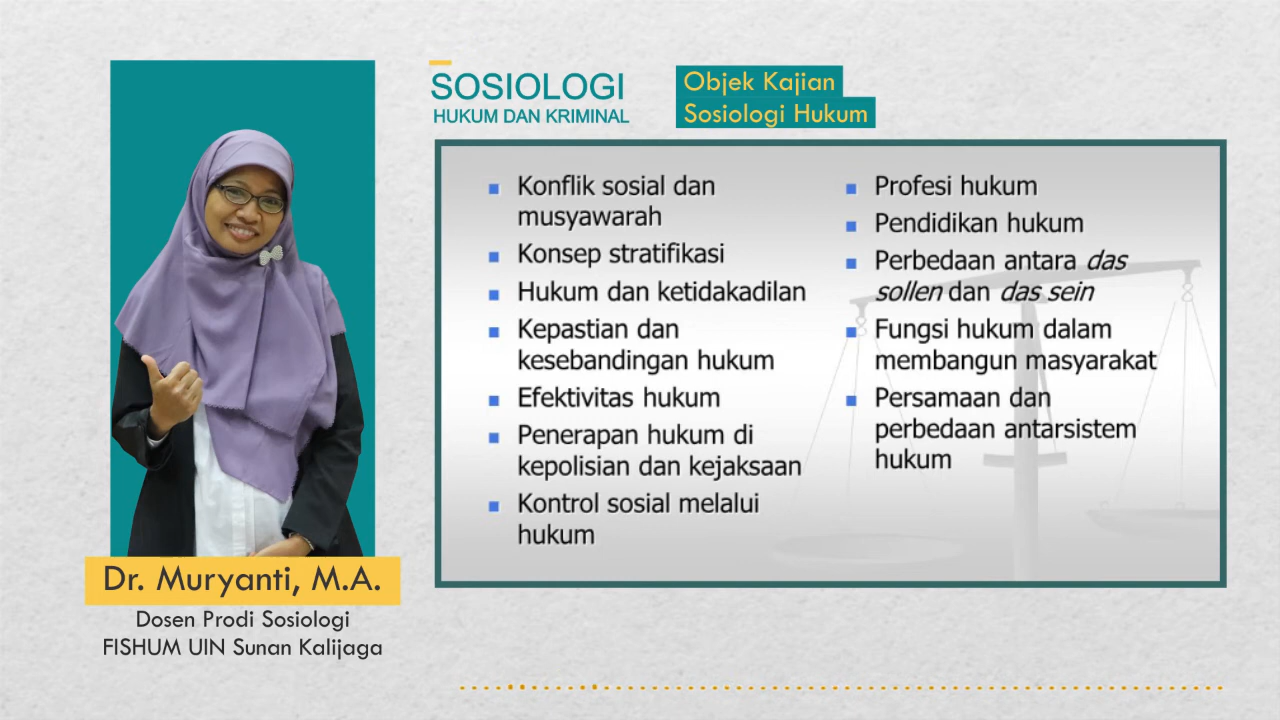 SOSIOLOGI
HUKUM DAN KRIMINAL
Objek Kajian
Sosiologi Hukum
Konflik sosial dan
musyawarah
Konsep stratifikasi
Hukum dan ketidakadilan
Kepastian dan
kesebandingan hukum
Efektivitas hukum
Penerapan hukum di
kepolisian dan kejaksaan
Kontrol sosial melalui
hukum
Profesi hukum
Pendidikan hukum
Perbedaan antara das
sollen dan das sein
Fungsi hukum dalam
membangun masyarakat
Persamaan dan
perbedaan antarsistem
hukum
Dr. Muryanti, M.A.
Dosen Prodi Sosiologi
FISHUM UIN Sunan Kalijaga